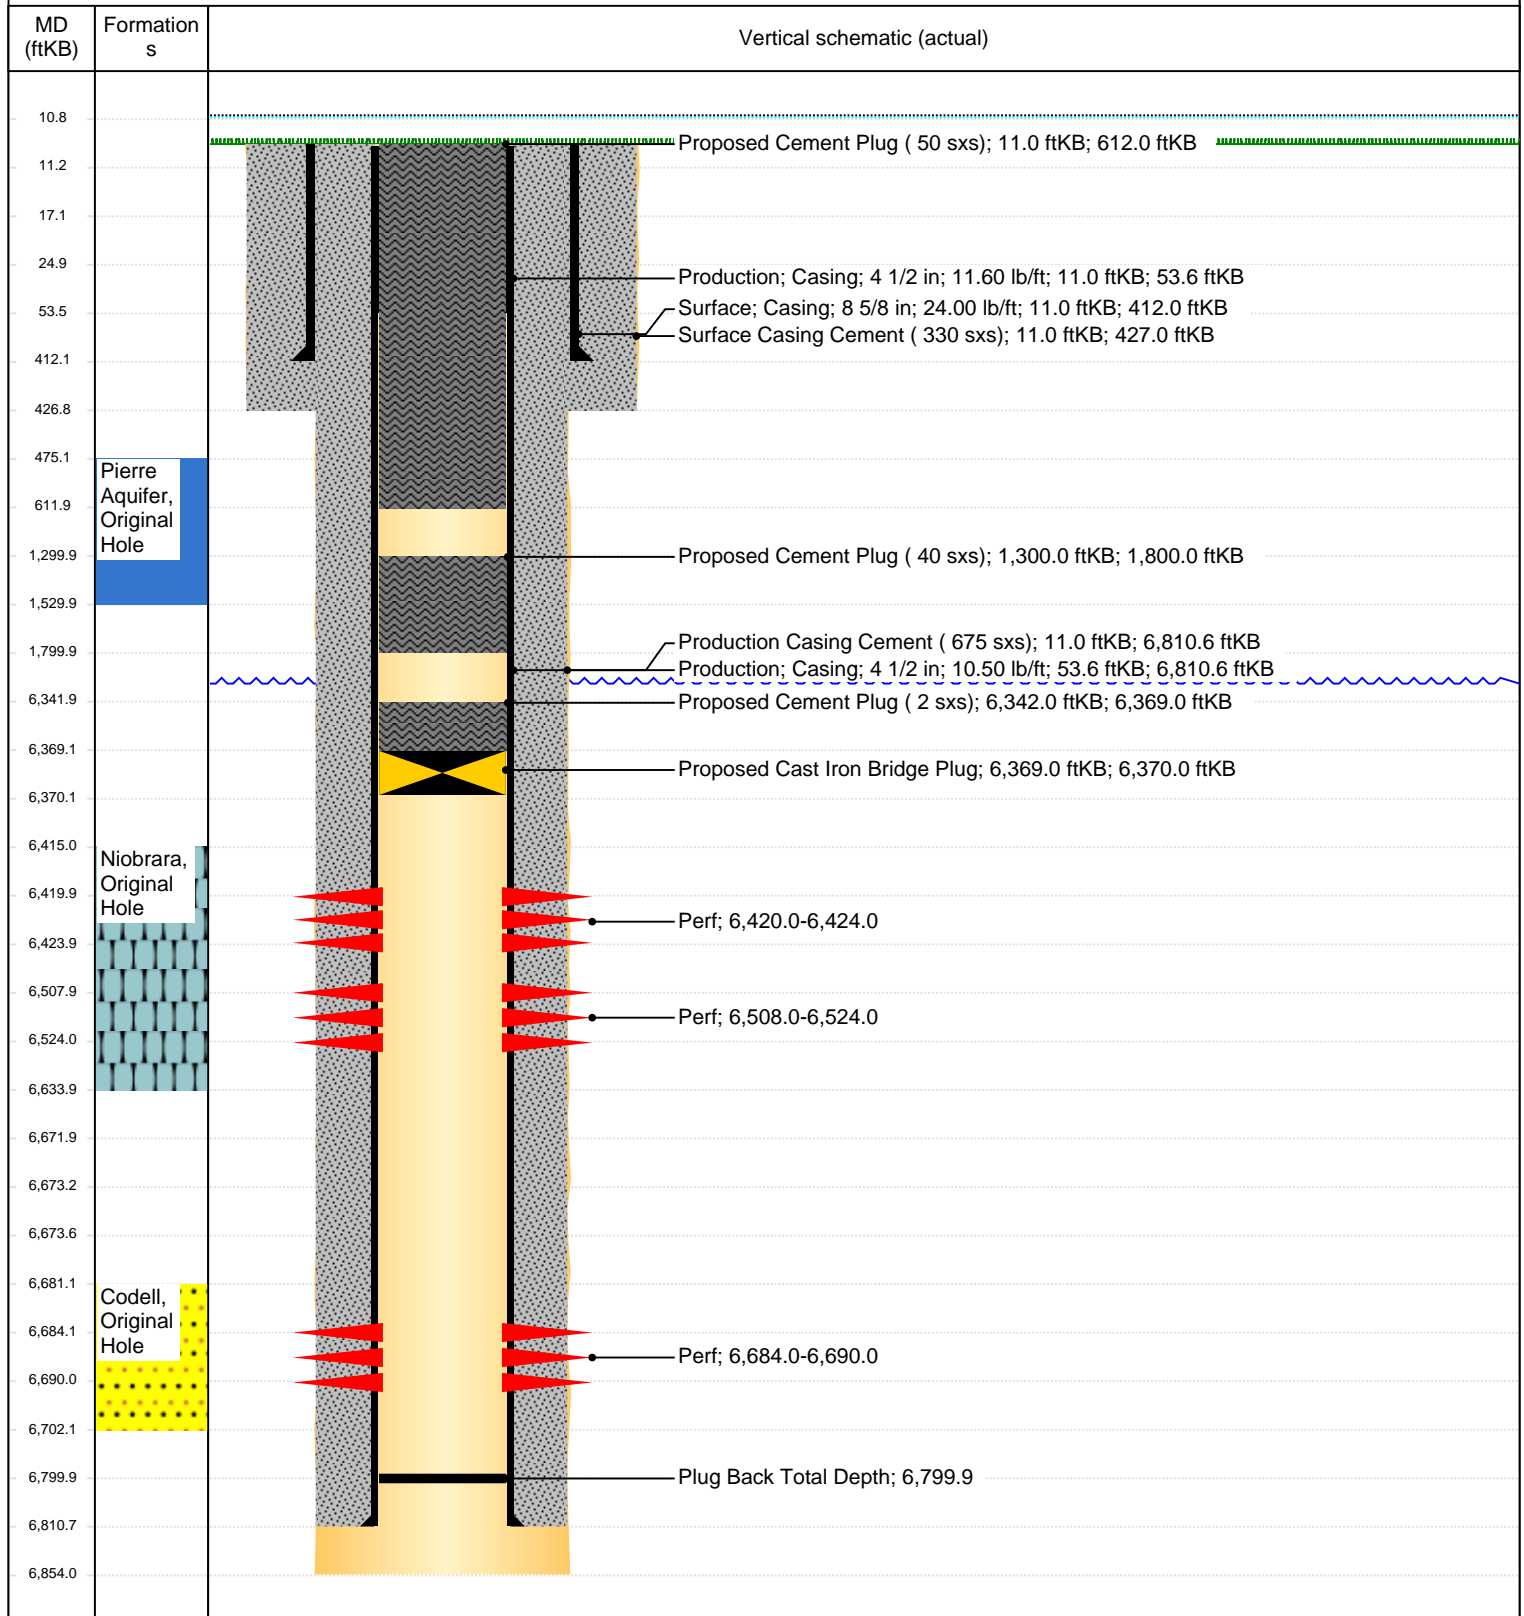 MD
(ftKB)
Formation
s
Vertical schematic (actual)
10.8
Proposed Cement Plug ( 50 sxs); 11.0 ftKB; 612.0 ftKB
11.2
17.1
24.9
Production; Casing; 4 1/2 in; 11.60 lb/ft; 11.0 ftKB; 53.6 ftKB
Surface; Casing; 8 5/8 in; 24.00 lb/ft; 11.0 ftKB; 412.0 ftKB
53.5
Surface Casing Cement ( 330 sxs); 11.0 ftKB; 427.0 ftKB
412.1
426.8
475.1
Pierre
Aquifer,
Original
Hole
611.9
1,299.9
Proposed Cement Plug ( 40 sxs); 1,300.0 ftKB; 1,800.0 ftKB
1,529.9
Production Casing Cement ( 675 sxs); 11.0 ftKB; 6,810.6 ftKB
1,799.9
Production; Casing; 4 1/2 in; 10.50 lb/ft; 53.6 ftKB; 6,810.6 ftKB
6,341.9
Proposed Cement Plug ( 2 sxs); 6,342.0 ftKB; 6,369.0 ftKB
6,369.1
Proposed Cast Iron Bridge Plug; 6,369.0 ftKB; 6,370.0 ftKB
6,370.1
6,415.0
Niobrara,
Original
Hole
6,419.9
Perf; 6,420.0-6,424.0
6,423.9
6,507.9
Perf; 6,508.0-6,524.0
6,524.0
6,633.9
6,671.9
6,673.2
6,673.6
6,681.1
Codell,
Original
Hole
6,684.1
Perf; 6,684.0-6,690.0
6,690.0
6,702.1
6,799.9
Plug Back Total Depth; 6,799.9
6,810.7
6,854.0